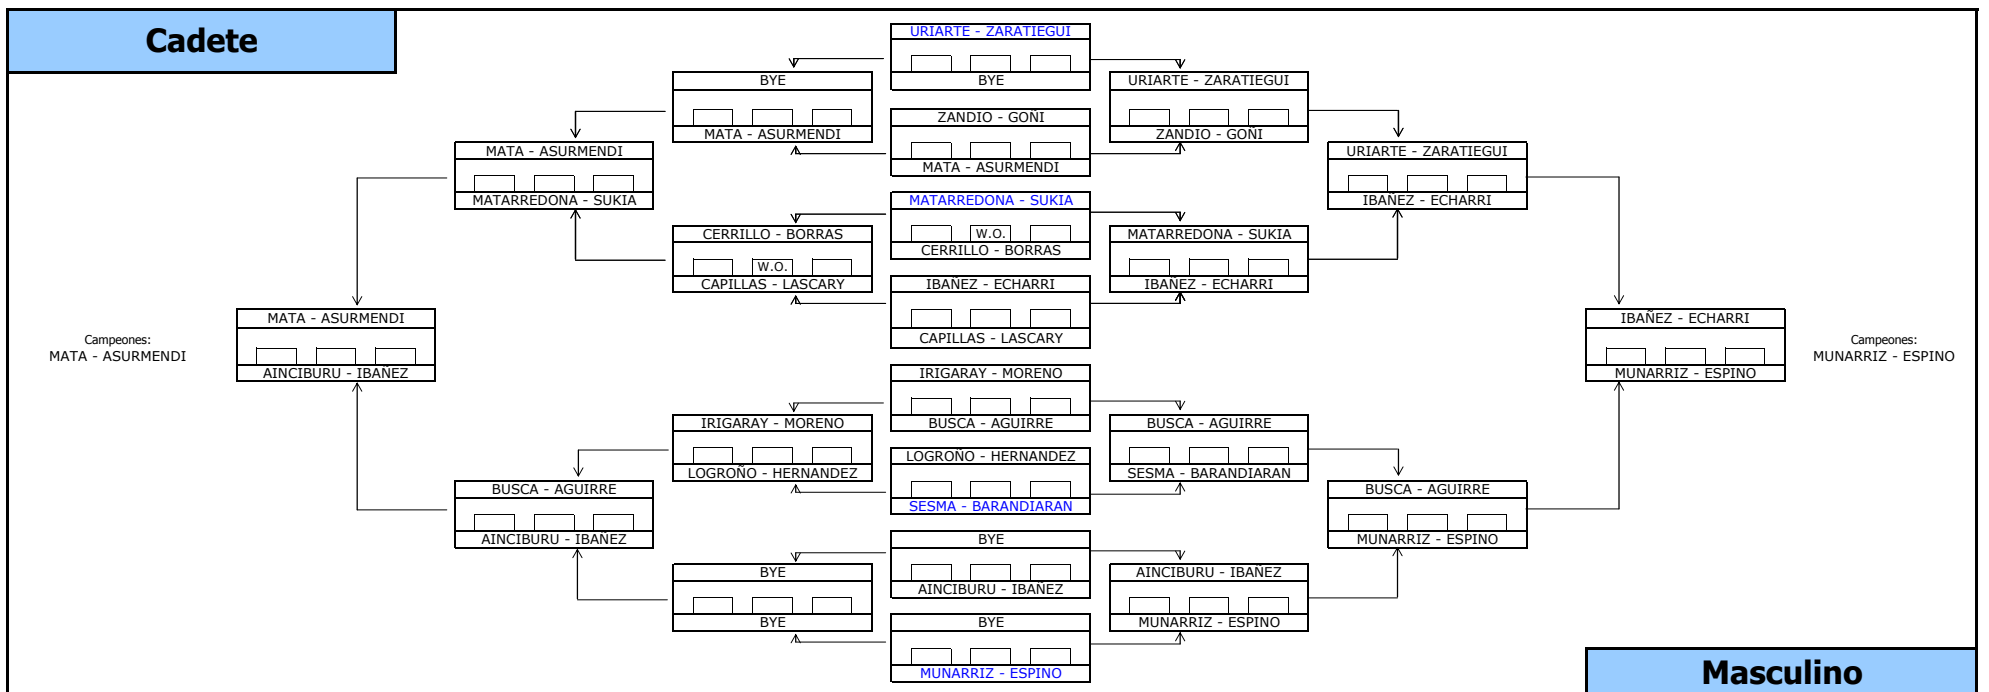 Cadete
URIARTE - ZARATIEGUI
BYE
BYE
MATA - ASURMENDI
URIARTE - ZARATIEGUI
ZANDIO - GOÑI
ZANDIO - GOÑI
MATA - ASURMENDI
MATA - ASURMENDI
MATARREDONA - SUKIA
URIARTE - ZARATIEGUI
IBAÑEZ - ECHARRI
MATARREDONA - SUKIA
W.O.
CERRILLO - BORRAS
CERRILLO - BORRAS
W.O.
CAPILLAS - LASCARY
MATARREDONA - SUKIA
IBAÑEZ - ECHARRI
IBAÑEZ - ECHARRI
CAPILLAS - LASCARY
Campeones:
MATA - ASURMENDI
MATA - ASURMENDI
AINCIBURU - IBAÑEZ
IBAÑEZ - ECHARRI
MUNARRIZ - ESPINO
Campeones:
MUNARRIZ - ESPINO
IRIGARAY - MORENO
BUSCA - AGUIRRE
IRIGARAY - MORENO
LOGROÑO - HERNANDEZ
BUSCA - AGUIRRE
SESMA - BARANDIARAN
LOGROÑO - HERNANDEZ
SESMA - BARANDIARAN
BUSCA - AGUIRRE
AINCIBURU - IBAÑEZ
BUSCA - AGUIRRE
MUNARRIZ - ESPINO
BYE
AINCIBURU - IBAÑEZ
BYE
BYE
AINCIBURU - IBAÑEZ
MUNARRIZ - ESPINO
BYE
MUNARRIZ - ESPINO
Masculino